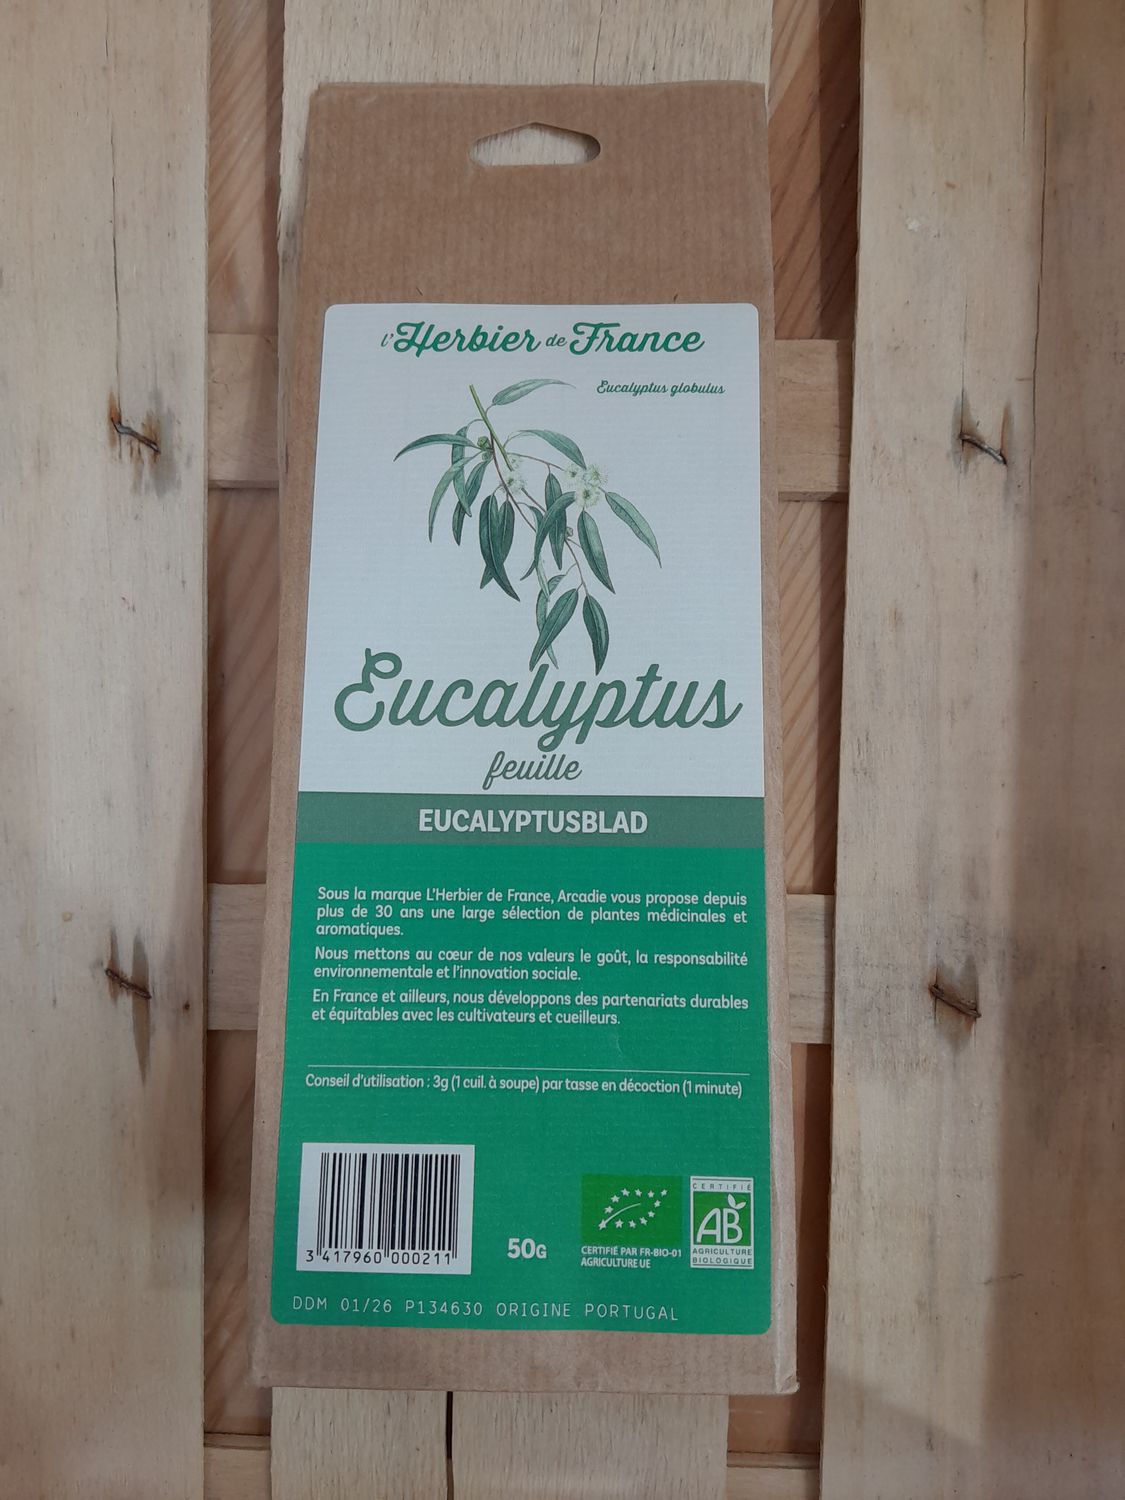 l'Herbier de France
Eucalyptus globulus
Eucalyptus
feuille
EUCALYPTUSBLAD
Sous la marque L'Herbier de France, Arcadie vous propose depuis
plus de 30 ans une large sélection de plantes médicinales et
aromatiques.
Nous mettons au cœur de nos valeurs le goût, la responsabilité
environnementale et l'innovation sociale.
En France et ailleurs, nous développons des partenariats durables
et équitables avec les cultivateurs et cueilleurs.
Conseil d'utilisation : 3g (1 cuil. à soupe) par tasse en décoction (1 minute)
3 417960 000211
50G
CERTIFIÉ PAR FR-BIO-01
AGRICULTURE UE
CERTIFIÉ
AB
AGRICULTURE
BIOLOGIQUE
DDM 01/26 P134630 ORIGINE PORTUGAL